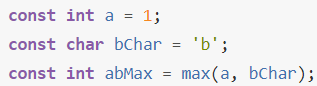 const int a = 1;
const char bChar = 'b';
const int abMax = max(a, bChar);